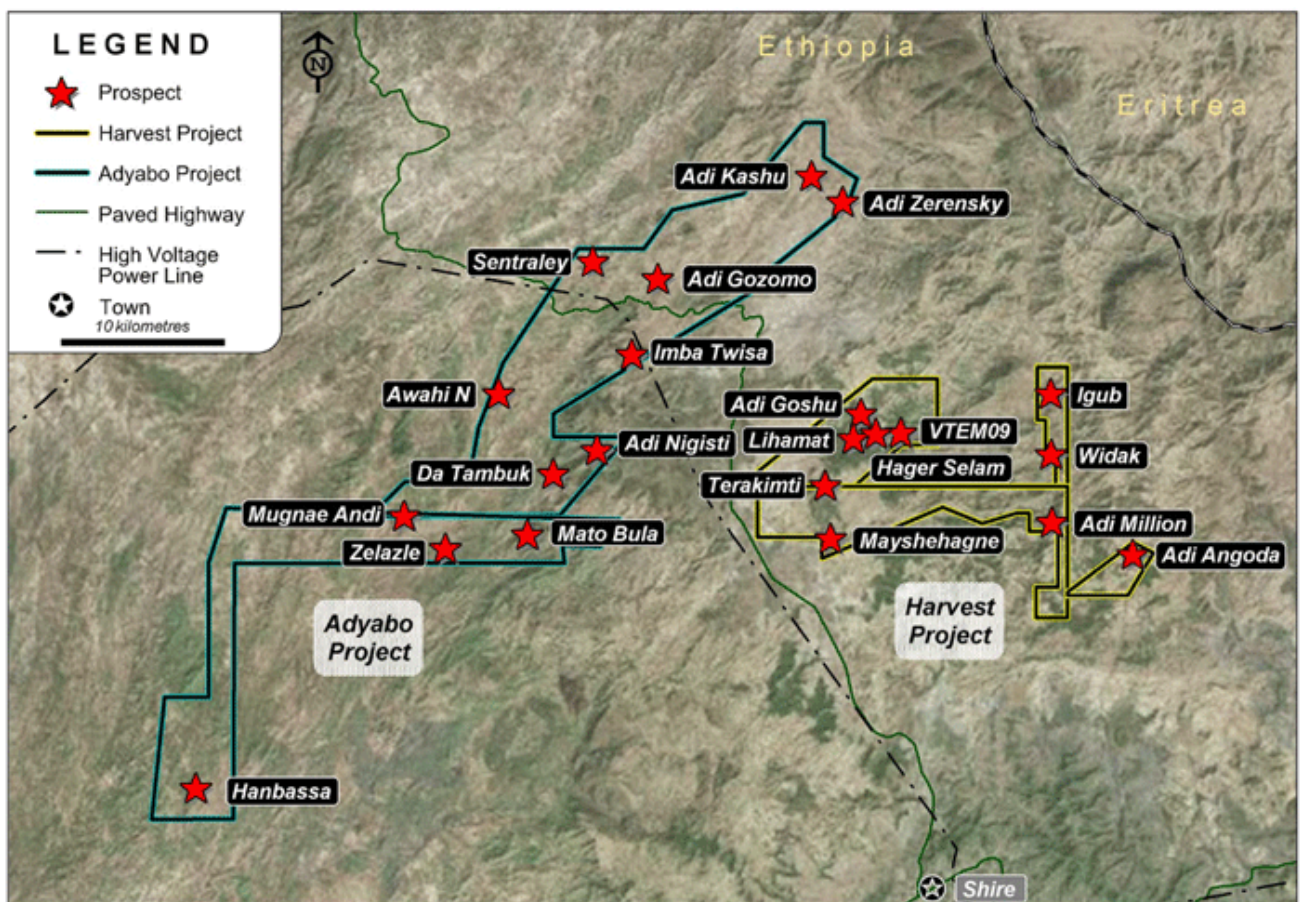 LEGEND
Prospect
Harvest Project
Adyabo Project
Paved Highway
High Voltage
Power Line
Town
10 kilometres
N
Ethiopia
Eritrea
Adi Kashu
Adi Zerensky
Sentraley
Adi Gozomo
Imba Twisa
Awahi N
Adi Goshu
Igub
Lihamat
VTEM09
Adi Nigisti
Widak
Da Tambuk
Hager Selam
Terakimti
Mugnae Andi
Adi Million
Mato Bula
Mayshehagne
Zelazle
Adi Angoda
Adyabo
Project
Harvest
Project
Hanbassa
Shire